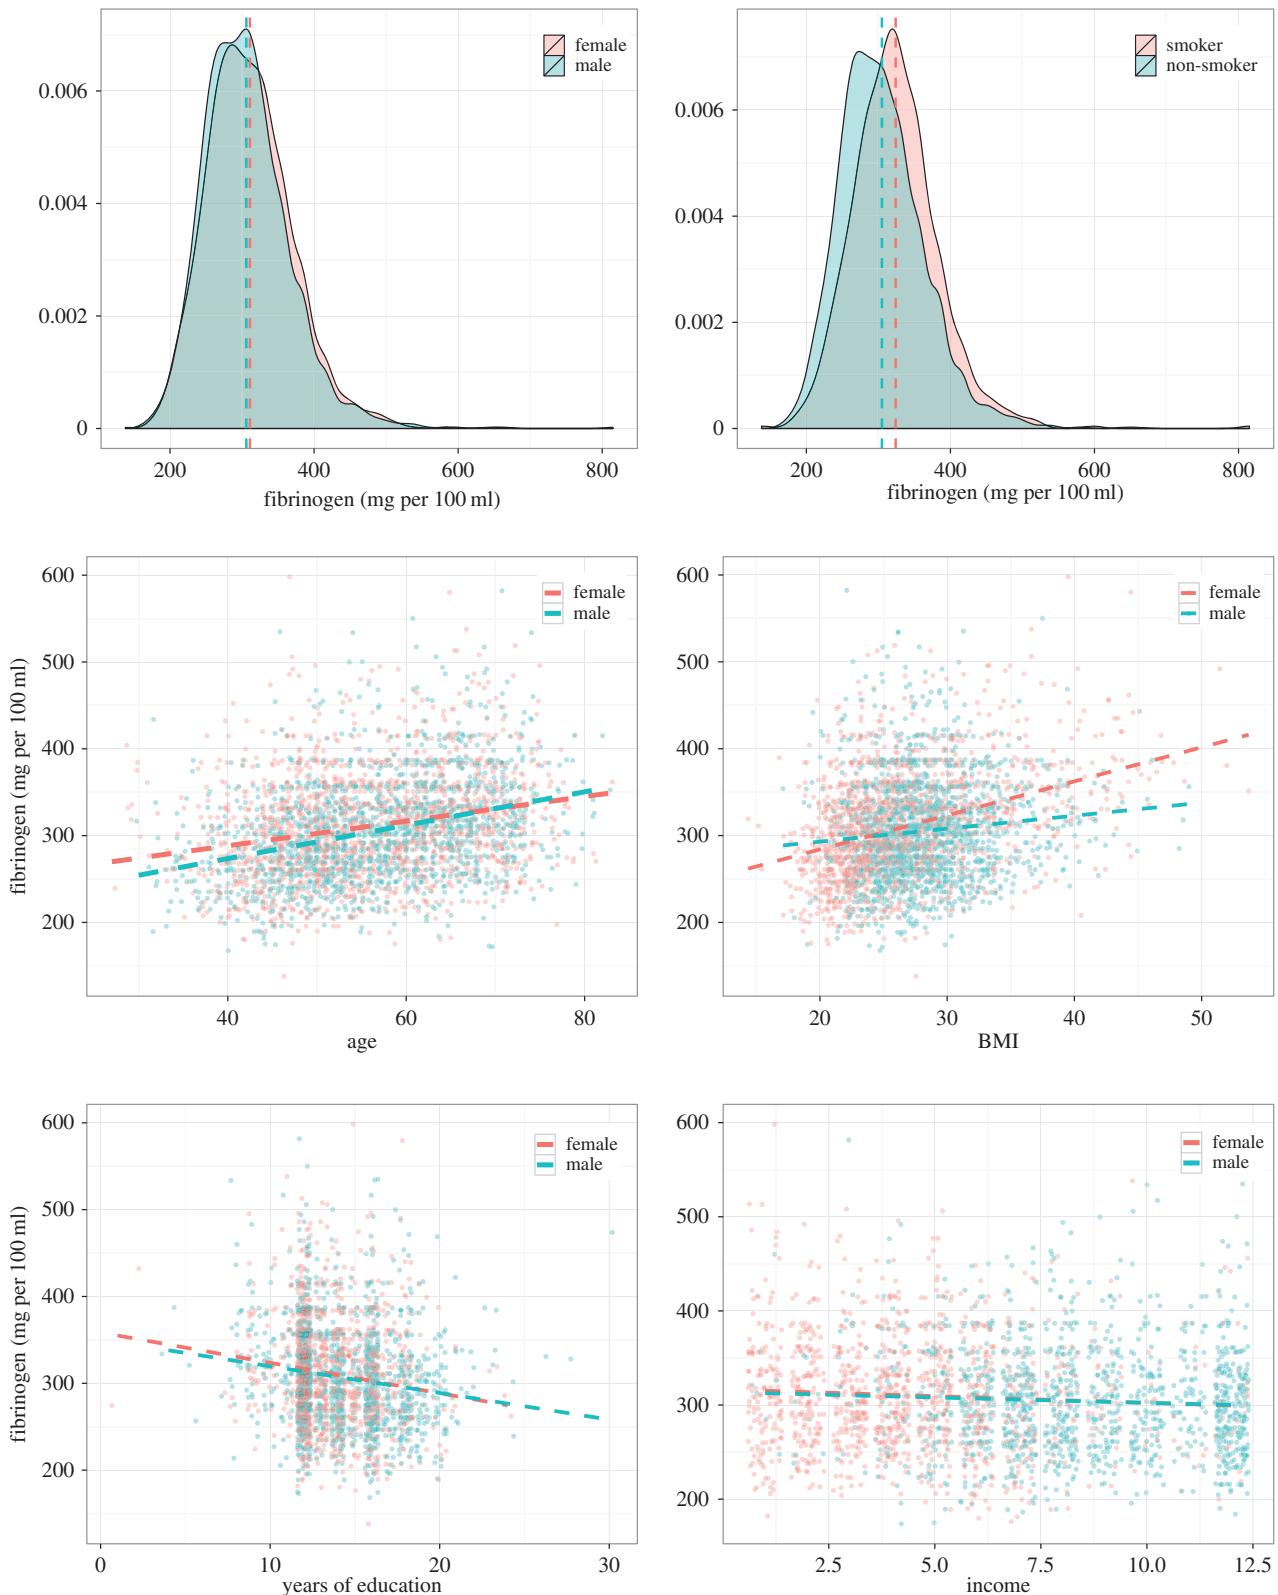 female
male
0.006
0.004
0.002
0
200
400
600
800
fibrinogen (mg per 100 ml)
smoker
non-smoker
0.006
0.004
0.002
0
200
400
600
800
fibrinogen (mg per 100 ml)
fibrinogen (mg per 100 ml)
600
500
400
300
200
female
male
40
60
80
age
600
500
400
300
200
female
male
20
30
40
50
BMI
fibrinogen (mg per 100 ml)
600
500
400
300
200
female
male
0
10
20
30
years of education
600
500
400
300
200
female
male
2.5
5.0
7.5
10.0
12.5
income